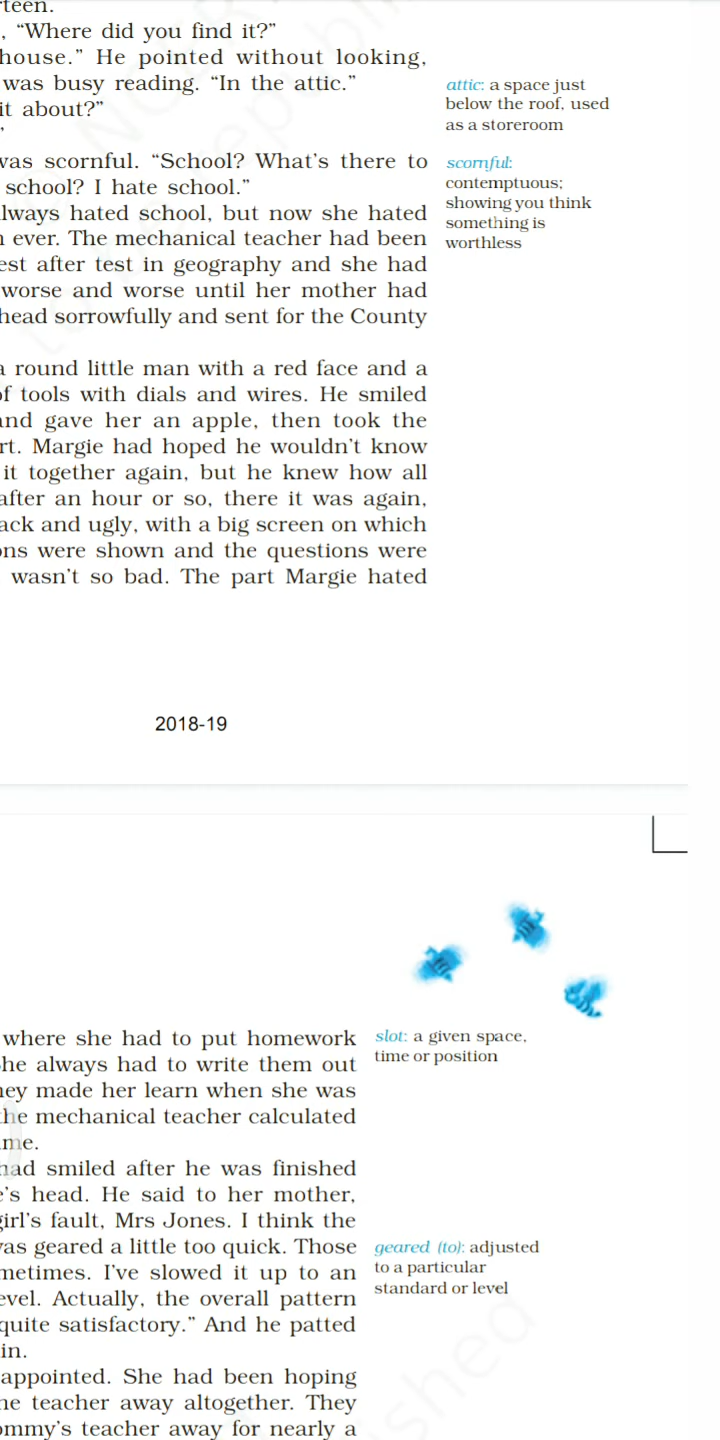 rteen.
, “Where did you find it?”
house.” He pointed without looking,
was busy reading. “In the attic.”
it about?”
”
was scornful. “School? What’s there to
school? I hate school.”
lways hated school, but now she hated
n ever. The mechanical teacher had been
est after test in geography and she had
worse and worse until her mother had
head sorrowfully and sent for the County
a round little man with a red face and a
of tools with dials and wires. He smiled
and gave her an apple, then took the
rt. Margie had hoped he wouldn’t know
it together again, but he knew how all
after an hour or so, there it was again,
ack and ugly, with a big screen on which
ons were shown and the questions were
wasn’t so bad. The part Margie hated
attic: a space just
below the roof, used
as a storeroom
scornful:
contemptuous;
showing you think
something is
worthless
2018-19
where she had to put homework
she always had to write them out
hey made her learn when she was
the mechanical teacher calculated
me.
had smiled after he was finished
e’s head. He said to her mother,
girl’s fault, Mrs Jones. I think the
was geared a little too quick. Those
metimes. I’ve slowed it up to an
evel. Actually, the overall pattern
quite satisfactory.” And he patted
in.
appointed. She had been hoping
he teacher away altogether. They
ommy’s teacher away for nearly a
slot: a given space,
time or position
geared (to): adjusted
to a particular
standard or level